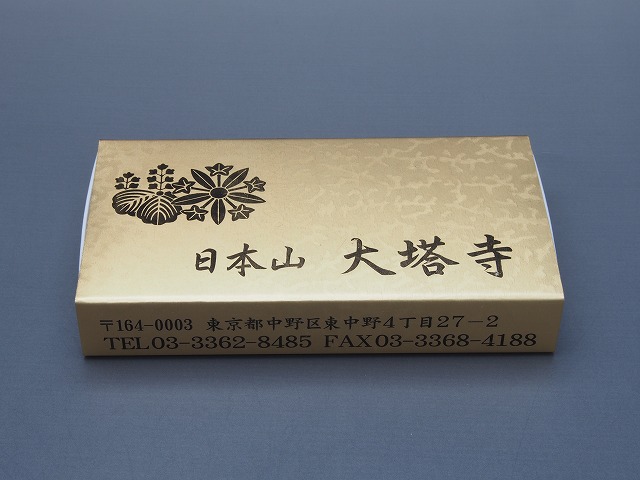 日本山 大塔寺
〒164-0003 東京都中野区東中野4丁目27-2
TEL03-3362-8485 FAX03-3368-4188